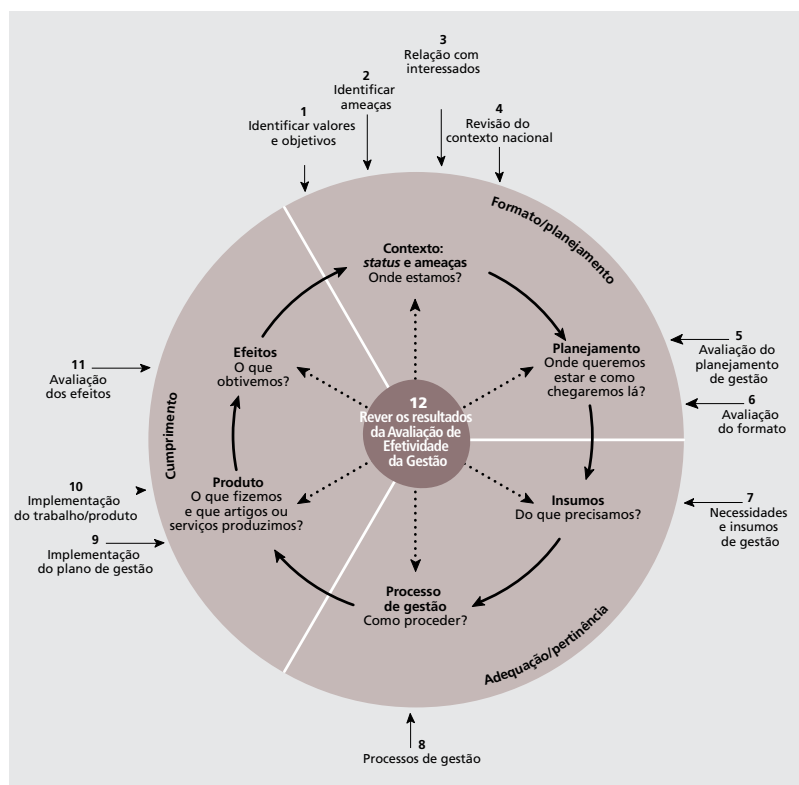 1
Identificar valores
e objetivos
2
Identificar
ameaças
3
Relação com
interessados
4
Revisão do
contexto nacional
Formato/planejamento
Contexto:
status e ameaças
Onde estamos?
Planejamento
Onde queremos
estar e como
chegaremos lá?
5
Avaliação do
planejamento
de gestão
6
Avaliação
do formato
12
Rever os resultados
da Avaliação de
Efetividade
da Gestão
Efeitos
O que
obtivemos?
11
Avaliação
dos efeitos
Cumprimento
Produto
O que fizemos
e que artigos ou
serviços produzimos?
10
Implementação
do trabalho/produto
9
Implementação
do plano de gestão
Insumos
Do que precisamos?
7
Necessidades
e insumos
de gestão
Processo
de gestão
Como proceder?
Adequação/pertinência
8
Processos de gestão